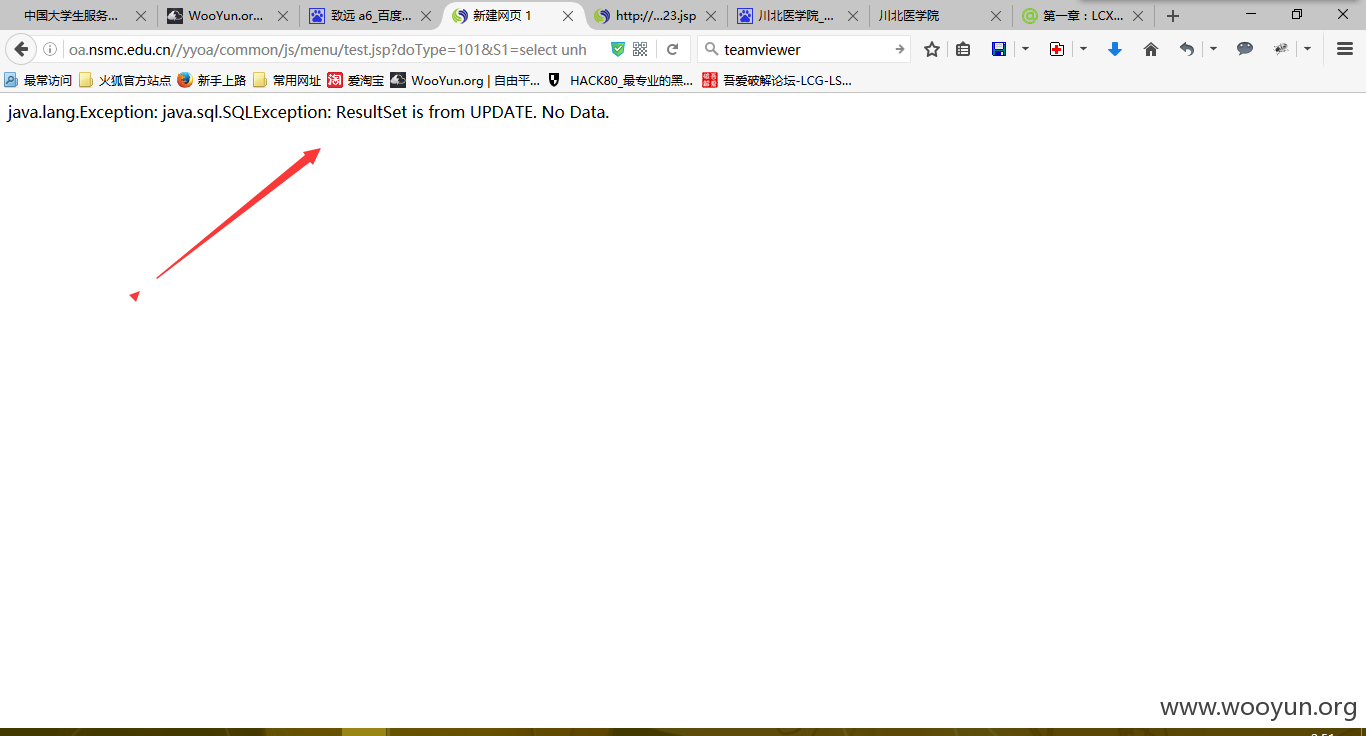 中国大学生服务...
WooYun.or...
致远 a6_百度...
新建网页 1
http://...23.jsp
川北医学院_...
川北医学院
第一章：LCX...
oa.nsmc.edu.cn//yyoa/common/js/menu/test.jsp?doType=101&S1=select unh
teamviewer
最常访问
火狐官方站点
新手上路
常用网址
淘
爱淘宝
WooYun.org | 自由平...
HACK80_最专业的黑...
吾爱破解论坛-LCG-LS...
java.lang.Exception: java.sql.SQLException: ResultSet is from UPDATE. No Data.
www.wooyun.org